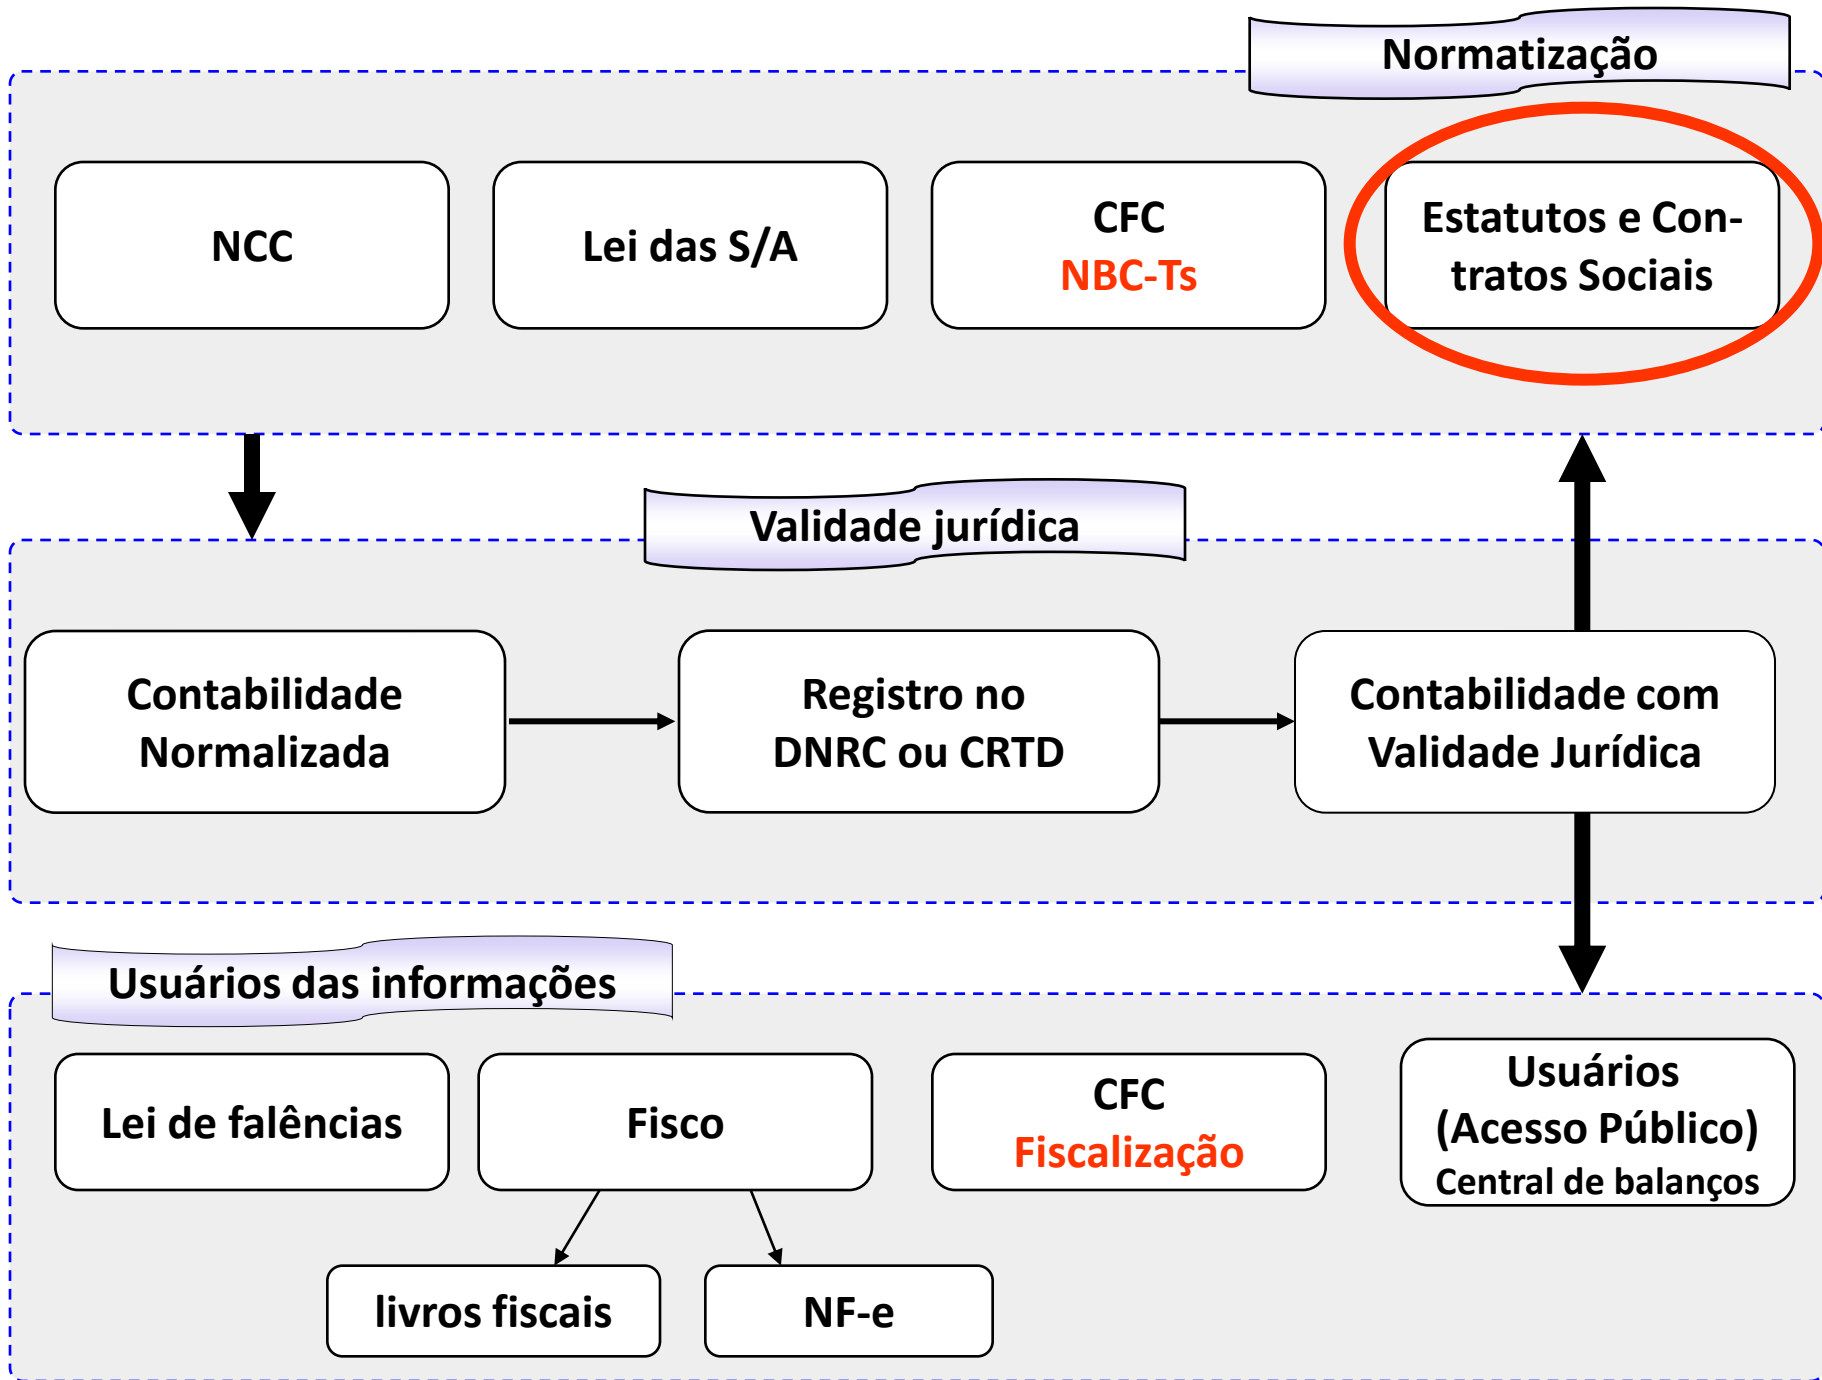 Normatização
NCC
Lei das S/A
CFC
NBC-Ts
Estatutos e Con-
tratos Sociais
Validade jurídica
Contabilidade
Normalizada
Registro no
DNRC ou CRTD
Contabilidade com
Validade Jurídica
Usuários das informações
Lei de falências
Fisco
CFC
Fiscalização
Usuários
(Acesso Público)
Central de balanços
livros fiscais
NF-e